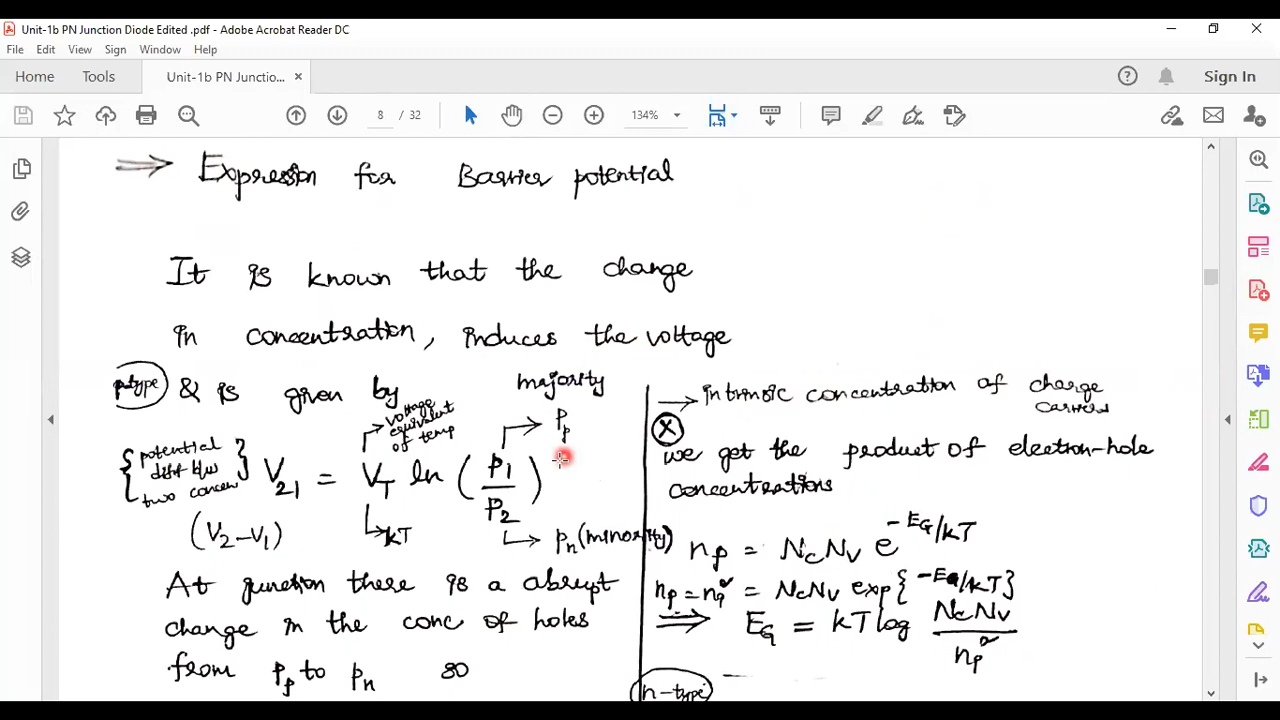 Unit-1b PN Junction Diode Edited .pdf - Adobe Acrobat Reader DC
File Edit View Sign Window Help
Home Tools Unit-1b PN Junctio... × Sign In
8 / 32 134%
⇒ Expression for Barrier potential
It is known that the change
in concentration, induces the voltage
p-type & is given by
majority
voltage equivalent of temp
{potential diff b/w two concen} V21 = VT ln (p1/p2)
pp
(V2-V1)
kT
pn (minority)
At junction there is a abrupt
change in the conc of holes
from pp to pn so
→ intrinsic concentration of charge carriers
ⓧ
we get the product of electron-hole
concentrations
np = NcNv e^-EG/kT
np = ni² = NcNv exp{-EG/kT}
⇒ EG = kT log NcNv/ni²
n-type